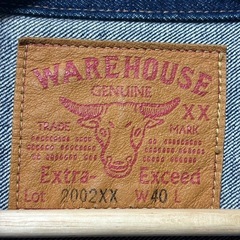 WAREHOUSE
GENUINE
XX
TRADE MARK
Extra- Exceed
Lot 2002XX W40 L